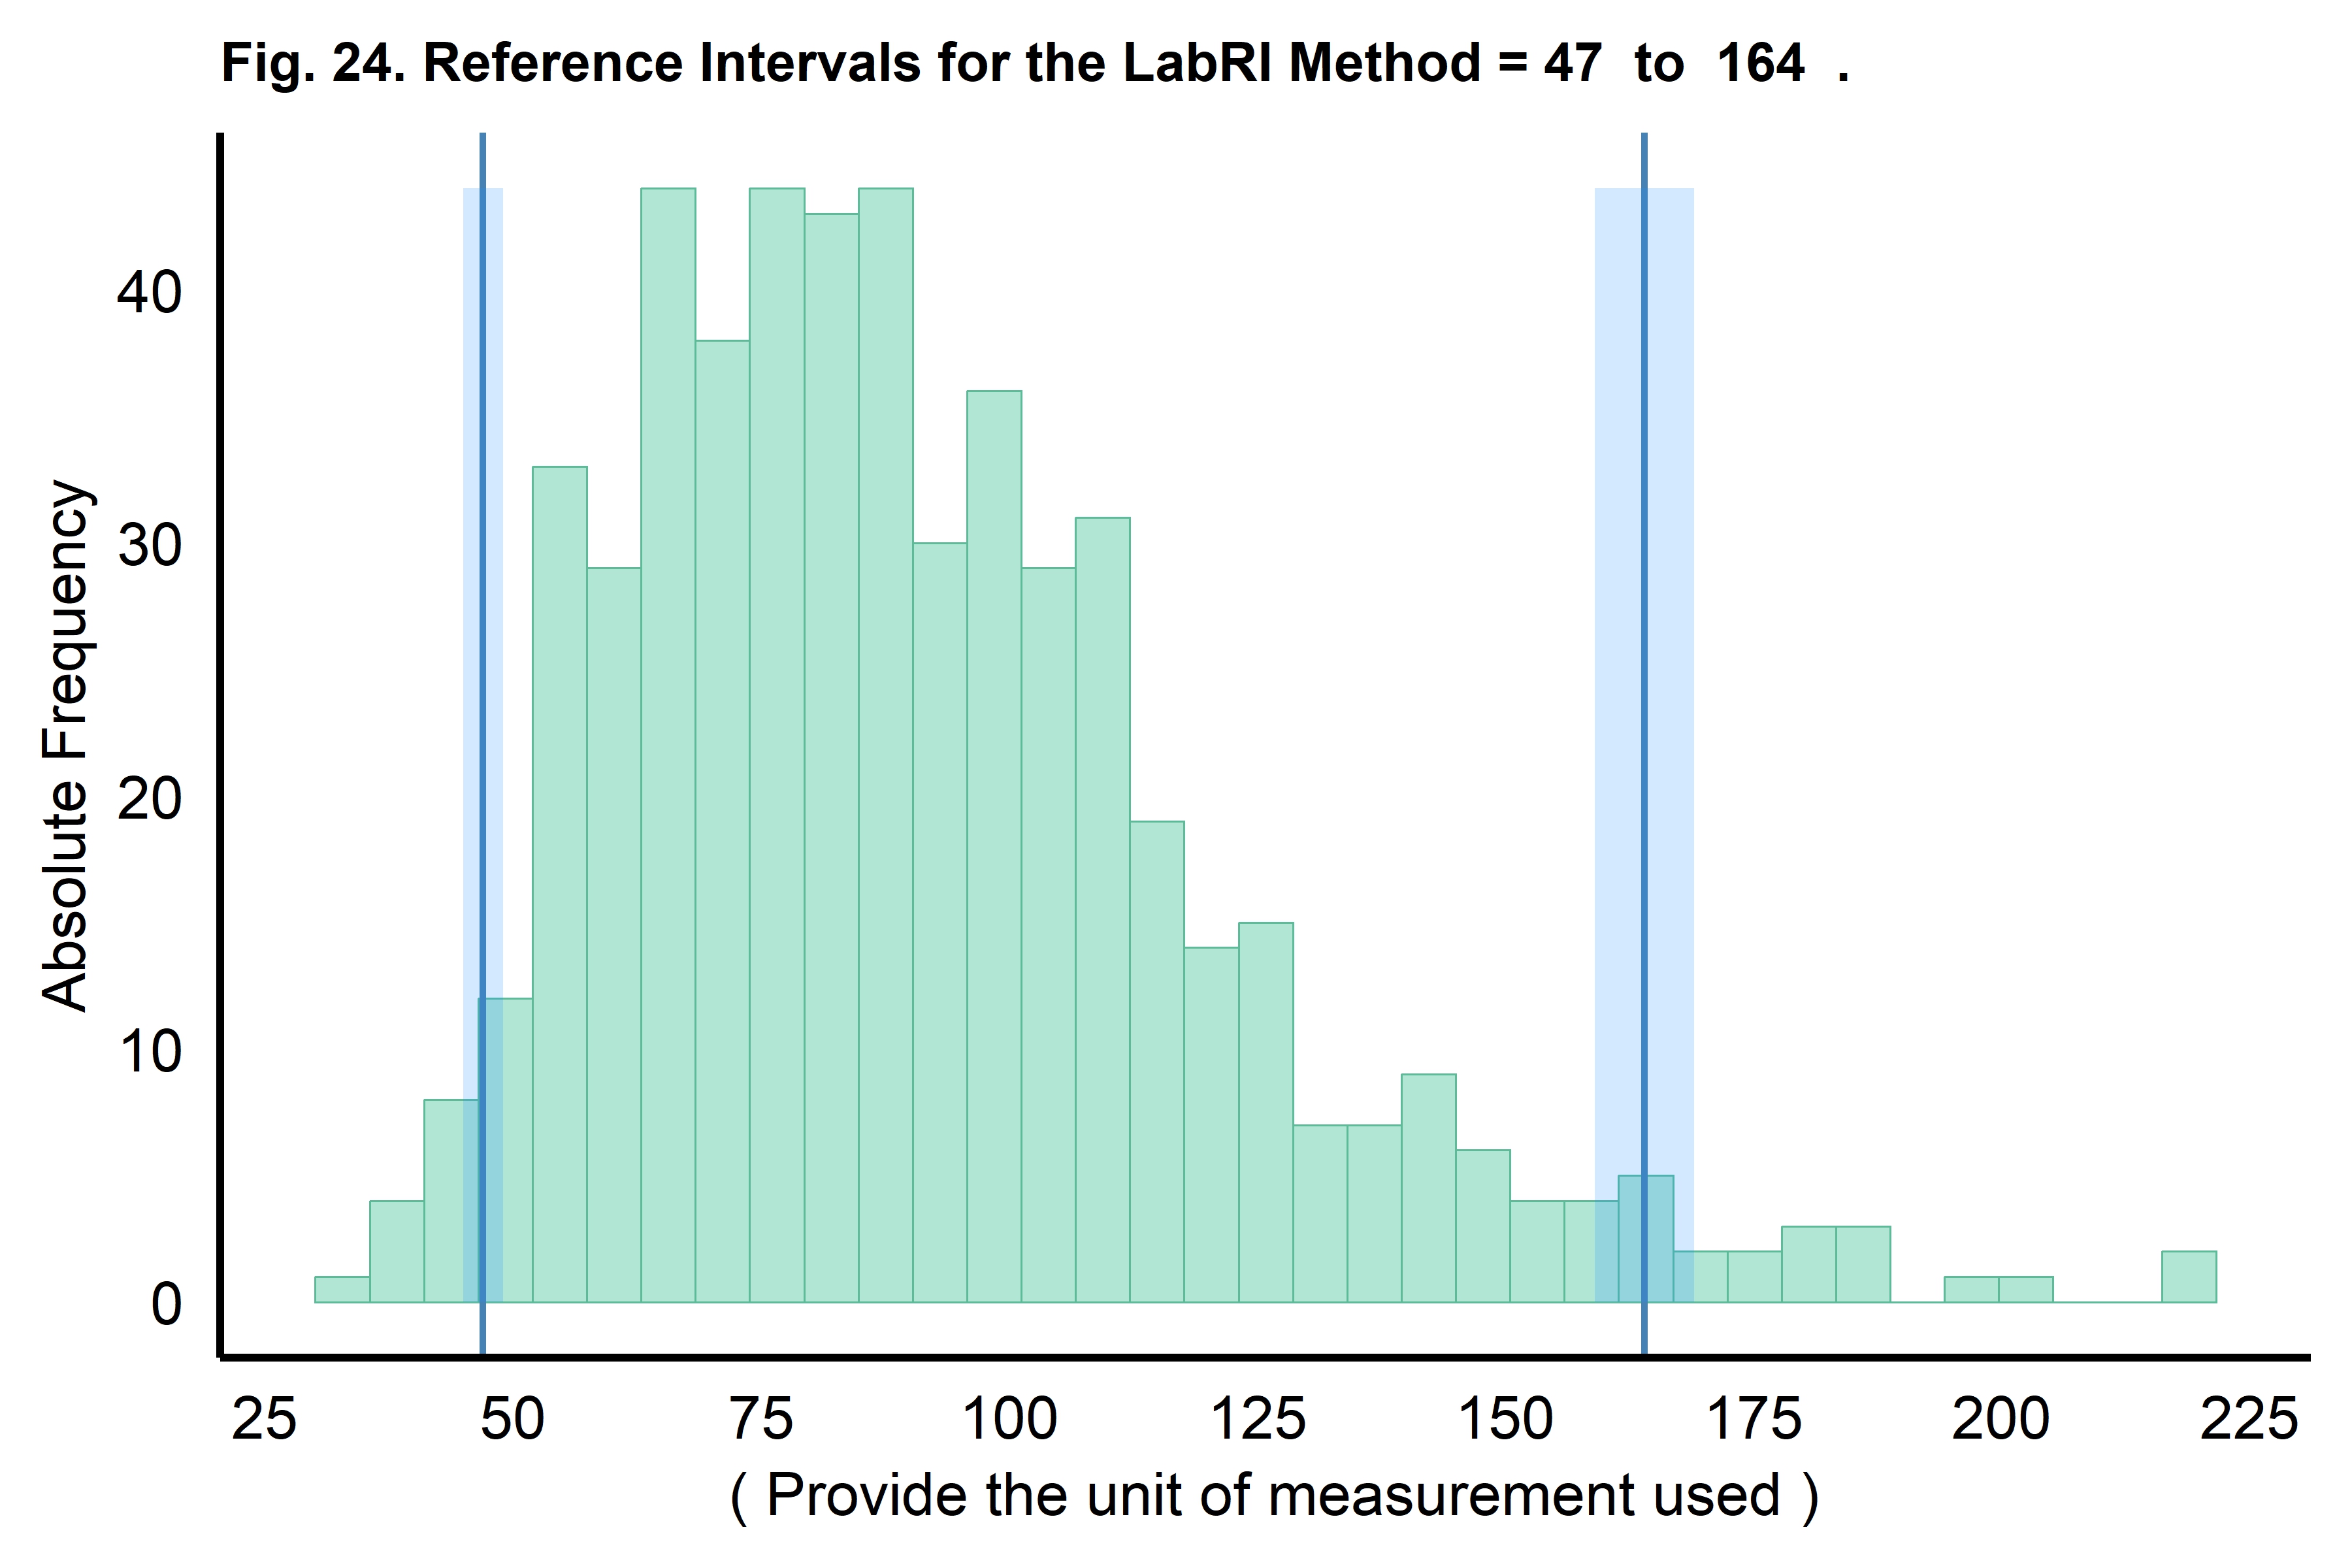 Fig. 24. Reference Intervals for the LabRI Method = 47  to  164  .
Absolute Frequency
40
30
20
10
0
25 50 75 100 125 150 175 200 225
( Provide the unit of measurement used )